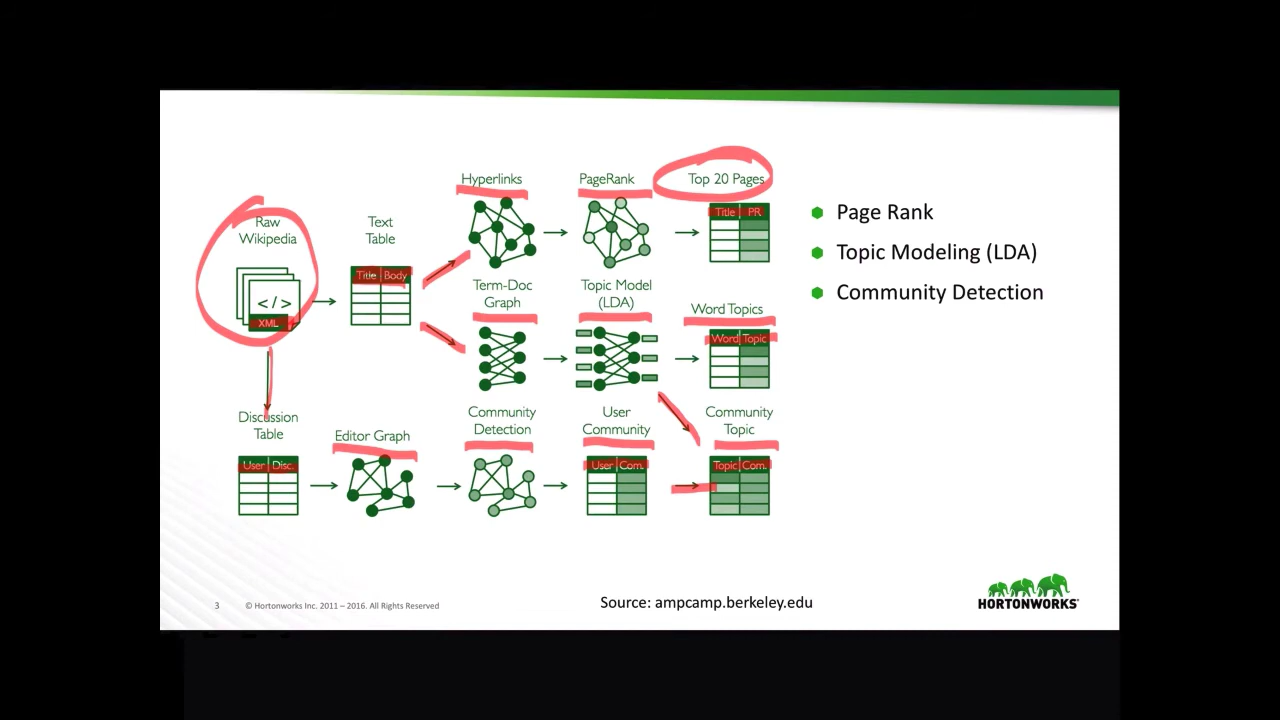 Hyperlinks
PageRank
Top 20 Pages
Title PR
Raw
Wikipedia
</>
XML
Text
Table
Title Body
Term-Doc
Graph
Topic Model
(LDA)
Word Topics
Word Topic
Discussion
Table
User Disc.
Editor Graph
Community
Detection
User
Community
User Com.
Community
Topic
Topic Com.
Page Rank
Topic Modeling (LDA)
Community Detection
3
© Hortonworks Inc. 2011 – 2016. All Rights Reserved
Source: ampcamp.berkeley.edu
HORTONWORKS